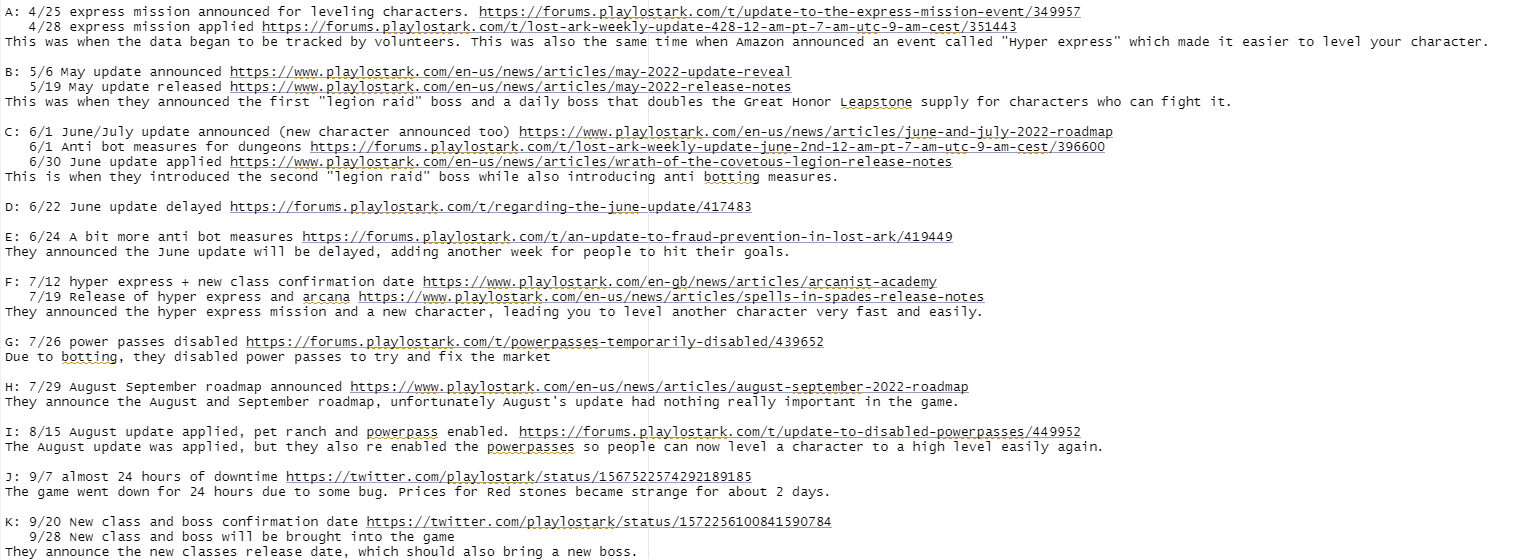 A: 4/25 express mission announced for leveling characters. https://forums.playlostark.com/t/update-to-the-express-mission-event/349957
4/28 express mission applied https://forums.playlostark.com/t/lost-ark-weekly-update-428-12-am-pt-7-am-utc-9-am-cest/351443
This was when the data began to be tracked by volunteers. This was also the same time when Amazon announced an event called "Hyper express" which made it easier to level your character.
B: 5/6 May update announced https://www.playlostark.com/en-us/news/articles/may-2022-update-reveal
5/19 May update released https://www.playlostark.com/en-us/news/articles/may-2022-release-notes
This was when they announced the first "legion raid" boss and a daily boss that doubles the Great Honor Leapstone supply for characters who can fight it.
C: 6/1 June/July update announced (new character announced too) https://www.playlostark.com/en-us/news/articles/june-and-july-2022-roadmap
6/1 Anti bot measures for dungeons https://forums.playlostark.com/t/lost-ark-weekly-update-june-2nd-12-am-pt-7-am-utc-9-am-cest/396600
6/30 June update applied https://www.playlostark.com/en-us/news/articles/wrath-of-the-covetous-legion-release-notes
This is when they introduced the second "legion raid" boss while also introducing anti botting measures.
D: 6/22 June update delayed https://forums.playlostark.com/t/regarding-the-june-update/417483
E: 6/24 A bit more anti bot measures https://forums.playlostark.com/t/an-update-to-fraud-prevention-in-lost-ark/419449
They announced the June update will be delayed, adding another week for people to hit their goals.
F: 7/12 hyper express + new class confirmation date https://www.playlostark.com/en-gb/news/articles/arcanist-academy
7/19 Release of hyper express and arcana https://www.playlostark.com/en-us/news/articles/spells-in-spades-release-notes
They announced the hyper express mission and a new character, leading you to level another character very fast and easily.
G: 7/26 power passes disabled https://forums.playlostark.com/t/powerpasses-temporarily-disabled/439652
Due to botting, they disabled power passes to try and fix the market
H: 7/29 August September roadmap announced https://www.playlostark.com/en-us/news/articles/august-september-2022-roadmap
They announce the August and September roadmap, unfortunately August's update had nothing really important in the game.
I: 8/15 August update applied, pet ranch and powerpass enabled. https://forums.playlostark.com/t/update-to-disabled-powerpasses/449952
The August update was applied, but they also re enabled the powerpasses so people can now level a character to a high level easily again.
J: 9/7 almost 24 hours of downtime https://twitter.com/playlostark/status/1567522574292189185
The game went down for 24 hours due to some bug. Prices for Red stones became strange for about 2 days.
K: 9/20 New class and boss confirmation date https://twitter.com/playlostark/status/1572256100841590784
9/28 New class and boss will be brought into the game
They announce the new classes release date, which should also bring a new boss.